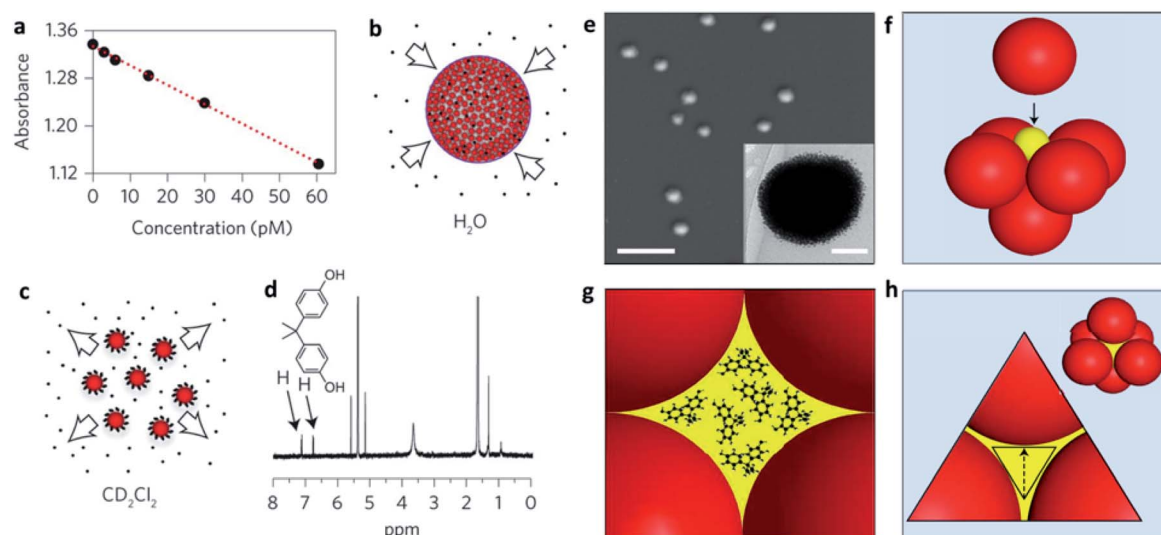 a
1.36
1.28
1.20
1.12
Absorbance
0 10 20 30 40 50 60
Concentration (pM)
b
H₂O
c
CD₂Cl₂
d
OH
OH
H H
8 7 6 5 4 3 2 1 0
ppm
e
f
g
h